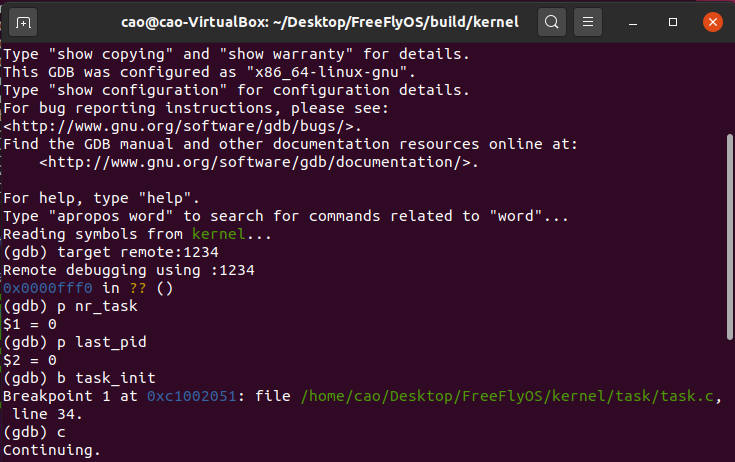 cao@cao-VirtualBox: ~/Desktop/FreeFlyOS/build/kernel
Type "show copying" and "show warranty" for details.
This GDB was configured as "x86_64-linux-gnu".
Type "show configuration" for configuration details.
For bug reporting instructions, please see:
<http://www.gnu.org/software/gdb/bugs/>.
Find the GDB manual and other documentation resources online at:
    <http://www.gnu.org/software/gdb/documentation/>.

For help, type "help".
Type "apropos word" to search for commands related to "word"...
Reading symbols from kernel...
(gdb) target remote:1234
Remote debugging using :1234
0x0000fff0 in ?? ()
(gdb) p nr_task
$1 = 0
(gdb) p last_pid
$2 = 0
(gdb) b task_init
Breakpoint 1 at 0xc1002051: file /home/cao/Desktop/FreeFlyOS/kernel/task/task.c,
 line 34.
(gdb) c
Continuing.